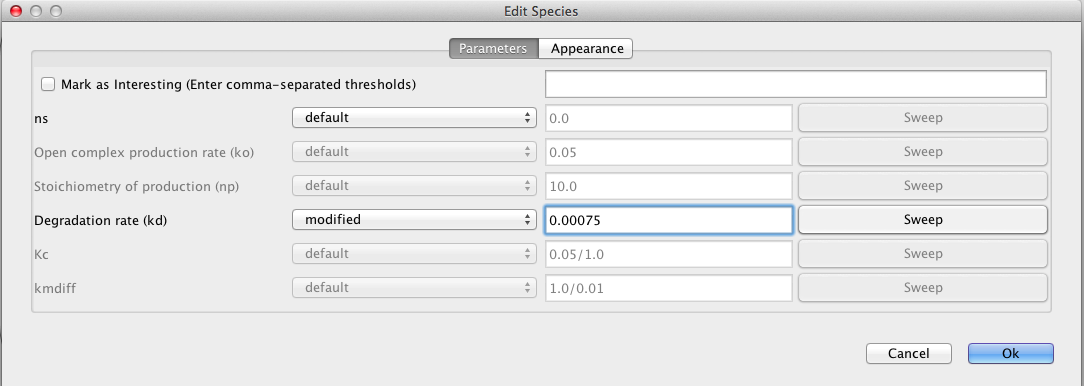 Edit Species
Parameters Appearance
Mark as Interesting (Enter comma-separated thresholds)
ns default 0.0 Sweep
Open complex production rate (ko) default 0.05 Sweep
Stoichiometry of production (np) default 10.0 Sweep
Degradation rate (kd) modified 0.00075 Sweep
Kc default 0.05/1.0 Sweep
kmdiff default 1.0/0.01 Sweep
Cancel Ok